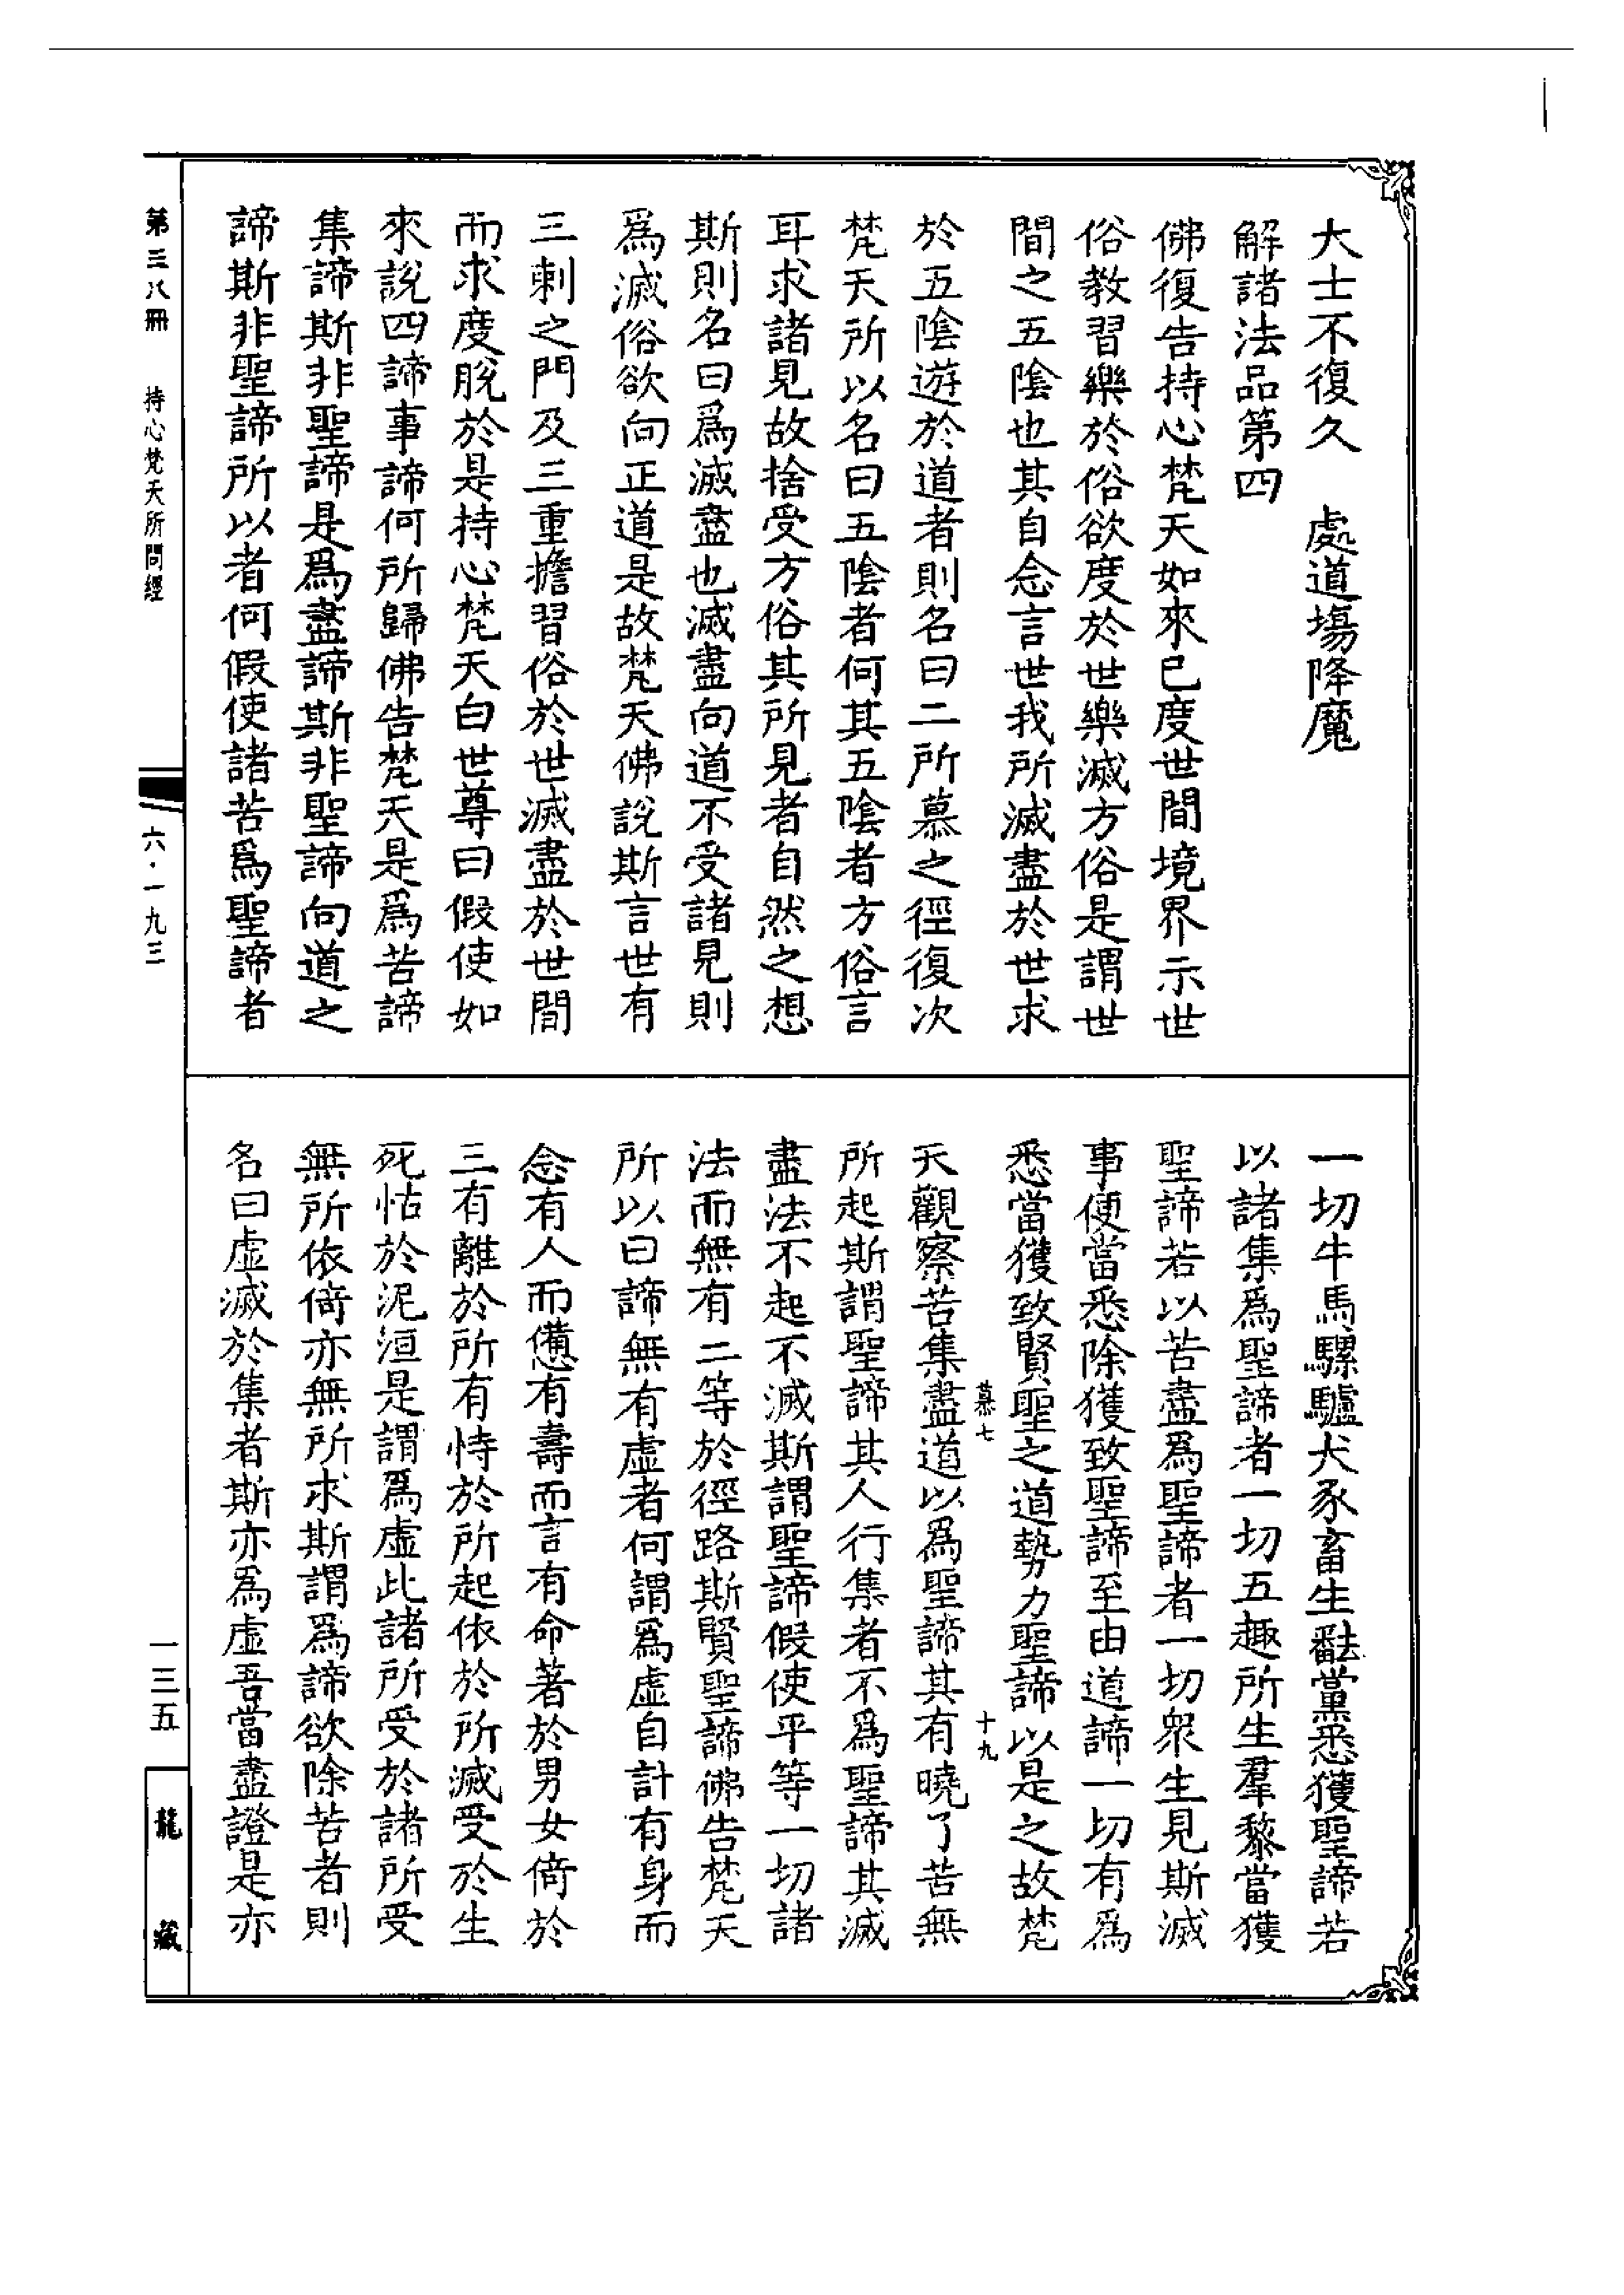 大士不復久　處道場降魔
解諸法品第四
佛復告持心梵天如來已度世間境界示世
俗教習樂於俗欲度於世樂滅方俗是謂世
間之五陰也其自念言世我所滅盡於世求
於五陰遊於道者則名曰二所慕之徑復次
梵天所以名曰五陰者何其五陰者方俗言
耳求諸見故捨受方俗其所見者自然之想
斯則名曰爲滅盡也滅盡向道不受諸見則
爲滅俗欲向正道是故梵天佛說斯言世有
三刺之門及三重擔習俗於世滅盡於世間
而求度脫於是持心梵天白世尊曰假使如
來說四諦事諦何所歸佛告梵天是爲苦諦
集諦斯非聖諦是爲盡諦斯非聖諦向道之
諦斯非聖諦所以者何假使諸苦爲聖諦者
一切牛馬騾驢犬豕畜生黨悉獲聖諦若
以諸集爲聖諦者一切五趣所生羣黎當獲
聖諦若以苦盡爲聖諦者一切衆生見斯滅
事便當悉除獲致聖諦至由道諦一切有爲
悉當獲致賢聖之道勢力聖諦以是之故梵
天觀察苦集盡道以爲聖諦其有曉了苦無
所起斯謂聖諦其人行集者不爲聖諦其滅
盡法不起不滅斯謂聖諦假使平等一切諸
法而無有二等於徑路斯賢聖諦佛告梵天
所以曰諦無有虛者何謂爲虛自計有身而
念有人而憊有壽而言有命著於男女倚於
三有離於所有恃於所起依於所滅受於生
死怙於泥洹是謂爲虛此諸所受於諸所受
無所依倚亦無所求斯謂爲諦欲除苦者則
名曰虛滅於集者斯亦爲虛吾當盡證是亦
慕七
十九
第三八冊
持心梵天所問經
六·一九三
一三五
龍藏